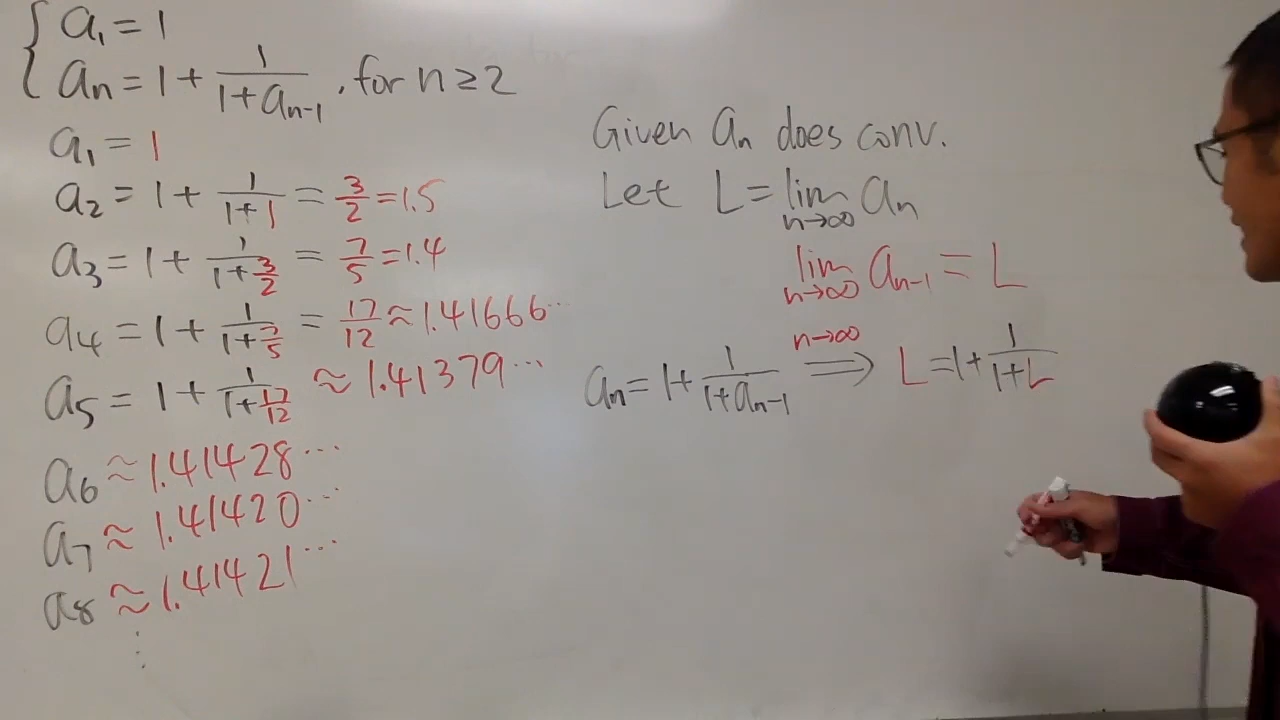 { a₁ = 1
aₙ = 1 + 1/(1+aₙ₋₁), for n ≥ 2
a₁ = 1
a₂ = 1 + 1/(1+1) = 3/2 = 1.5
a₃ = 1 + 1/(1+3/2) = 7/5 = 1.4
a₄ = 1 + 1/(1+7/5) = 17/12 ≈ 1.41666...
a₅ = 1 + 1/(1+17/12) ≈ 1.41379...
a₆ ≈ 1.41428...
a₇ ≈ 1.41420...
a₈ ≈ 1.41421...
⋮
Given aₙ does conv.
Let L = lim n→∞ aₙ
lim n→∞ aₙ₋₁ = L
aₙ = 1 + 1/(1+aₙ₋₁) n→∞ ⟹ L = 1 + 1/(1+L)